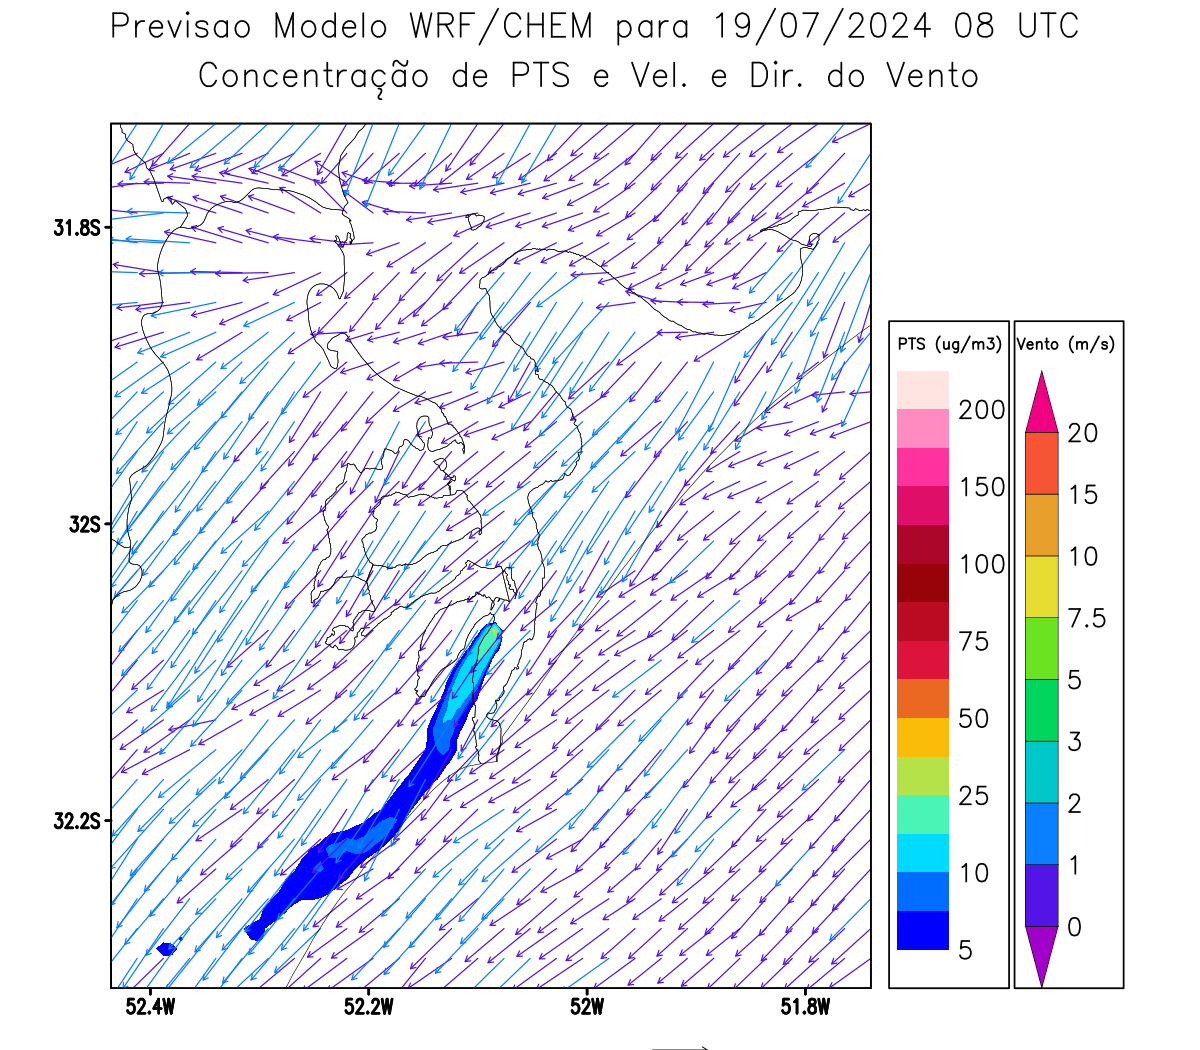 Previsao Modelo WRF/CHEM para 19/07/2024 08 UTC
Concentração de PTS e Vel. e Dir. do Vento
31.8S
32S
32.2S
52.4W 52.2W 52W 51.8W
PTS (ug/m3)
200
150
100
75
50
25
10
5
Vento (m/s)
20
15
10
7.5
5
3
2
1
0